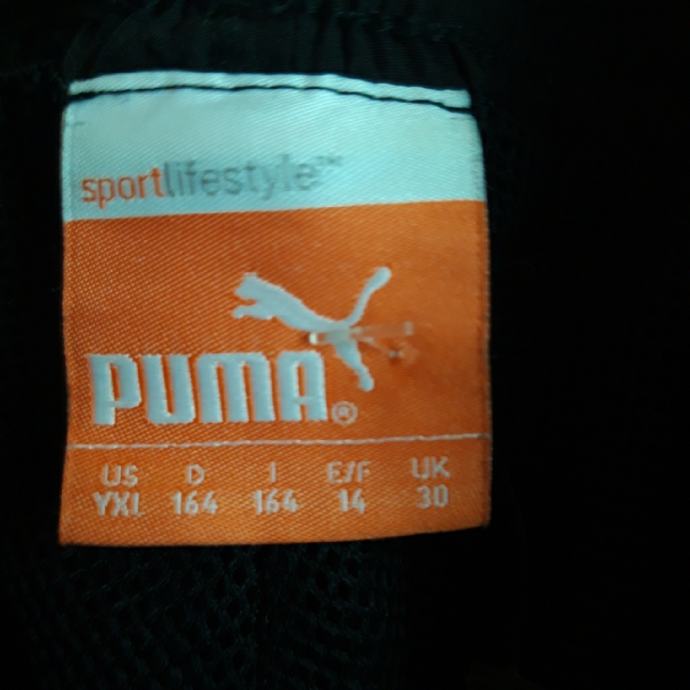 sportlifestyle™
PUMA®
US D I E/F UK
YXL 164 164 14 30